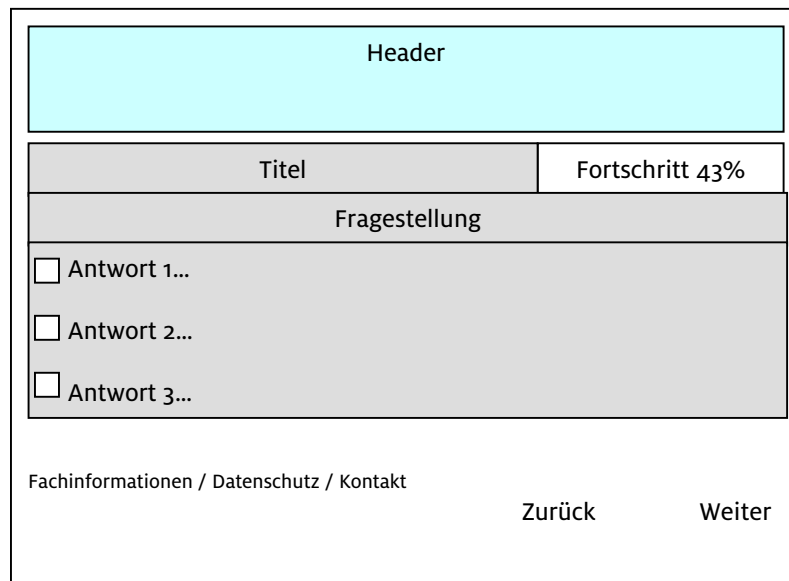 Header
Titel
Fortschritt 43%
Fragestellung
Antwort 1...
Antwort 2...
Antwort 3...
Fachinformationen / Datenschutz / Kontakt
Zurück
Weiter